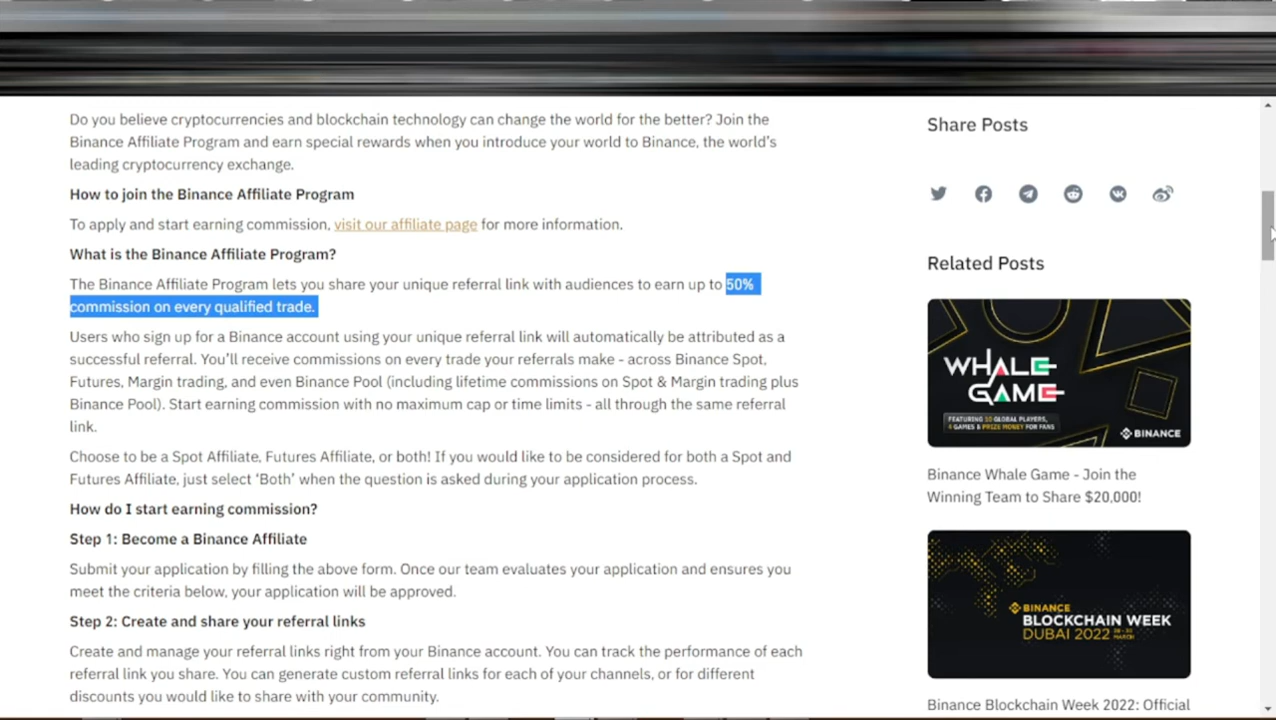 Do you believe cryptocurrencies and blockchain technology can change the world for the better? Join the
Binance Affiliate Program and earn special rewards when you introduce your world to Binance, the world's
leading cryptocurrency exchange.
How to join the Binance Affiliate Program
To apply and start earning commission, visit our affiliate page for more information.
What is the Binance Affiliate Program?
The Binance Affiliate Program lets you share your unique referral link with audiences to earn up to 50%
commission on every qualified trade.
Users who sign up for a Binance account using your unique referral link will automatically be attributed as a
successful referral. You'll receive commissions on every trade your referrals make - across Binance Spot,
Futures, Margin trading, and even Binance Pool (including lifetime commissions on Spot & Margin trading plus
Binance Pool). Start earning commission with no maximum cap or time limits - all through the same referral
link.
Choose to be a Spot Affiliate, Futures Affiliate, or both! If you would like to be considered for both a Spot and
Futures Affiliate, just select 'Both' when the question is asked during your application process.
How do I start earning commission?
Step 1: Become a Binance Affiliate
Submit your application by filling the above form. Once our team evaluates your application and ensures you
meet the criteria below, your application will be approved.
Step 2: Create and share your referral links
Create and manage your referral links right from your Binance account. You can track the performance of each
referral link you share. You can generate custom referral links for each of your channels, or for different
discounts you would like to share with your community.
Share Posts
Related Posts
WHALE
GAME
FEATURING 10 GLOBAL PLAYERS,
4 GAMES & PRIZE MONEY FOR FANS
BINANCE
Binance Whale Game - Join the
Winning Team to Share $20,000!
BINANCE
BLOCKCHAIN WEEK
DUBAI 2022
MARCH
Binance Blockchain Week 2022: Official